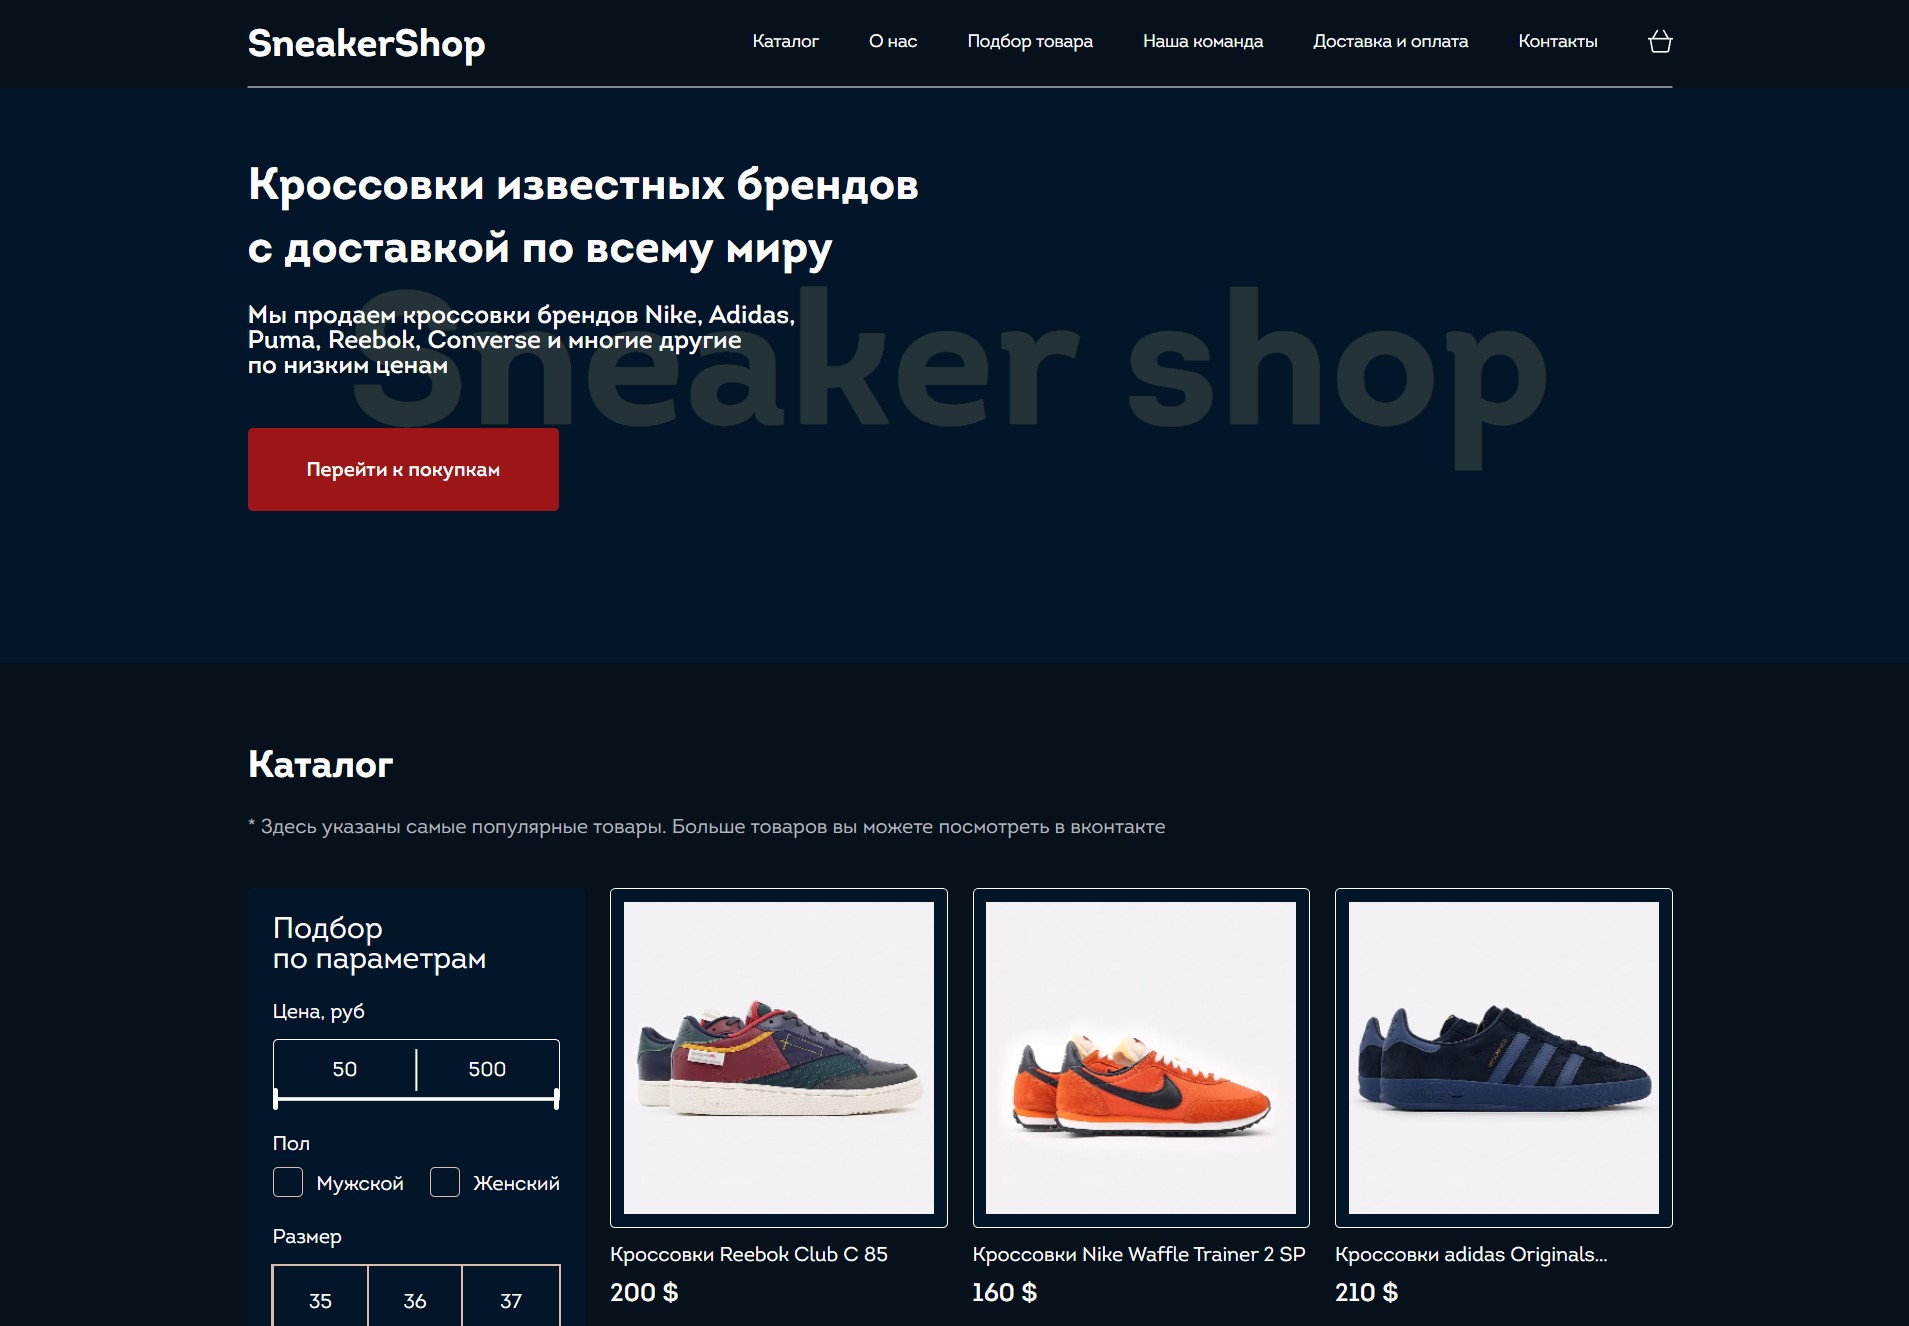 SneakerShop
Каталог
О нас
Подбор товара
Наша команда
Доставка и оплата
Контакты
Кроссовки известных брендов
с доставкой по всему миру
Sneaker shop
Мы продаем кроссовки брендов Nike, Adidas,
Puma, Reebok, Converse и многие другие
по низким ценам
Перейти к покупкам
Каталог
* Здесь указаны самые популярные товары. Больше товаров вы можете посмотреть в вконтакте
Подбор
по параметрам
Цена, руб
50
500
Пол
Мужской
Женский
Размер
35
36
37
Кроссовки Reebok Club C 85
200 $
Кроссовки Nike Waffle Trainer 2 SP
160 $
Кроссовки adidas Originals...
210 $